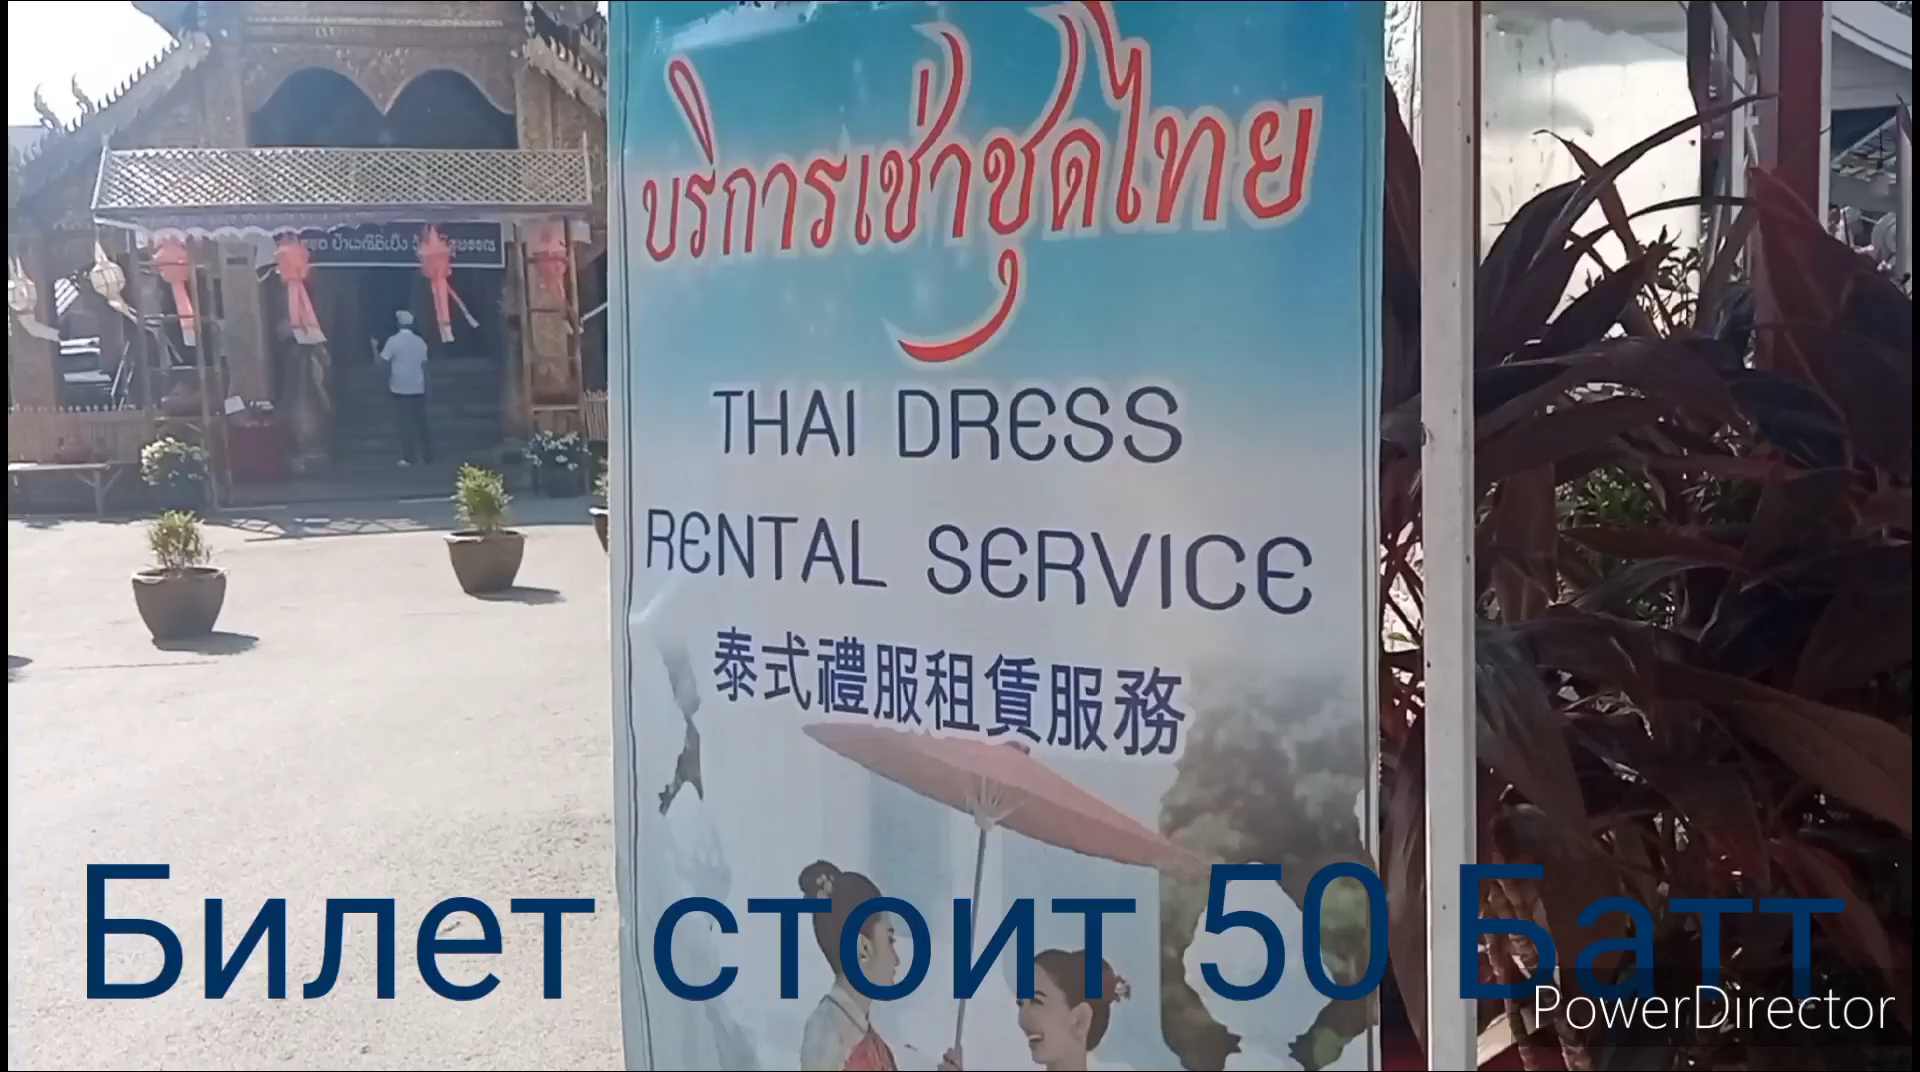 บริการเช่าชุดไทย
THAI DRESS
RENTAL SERVICE
泰式禮服租賃服務
Билет стоит 50 Батт
PowerDirector